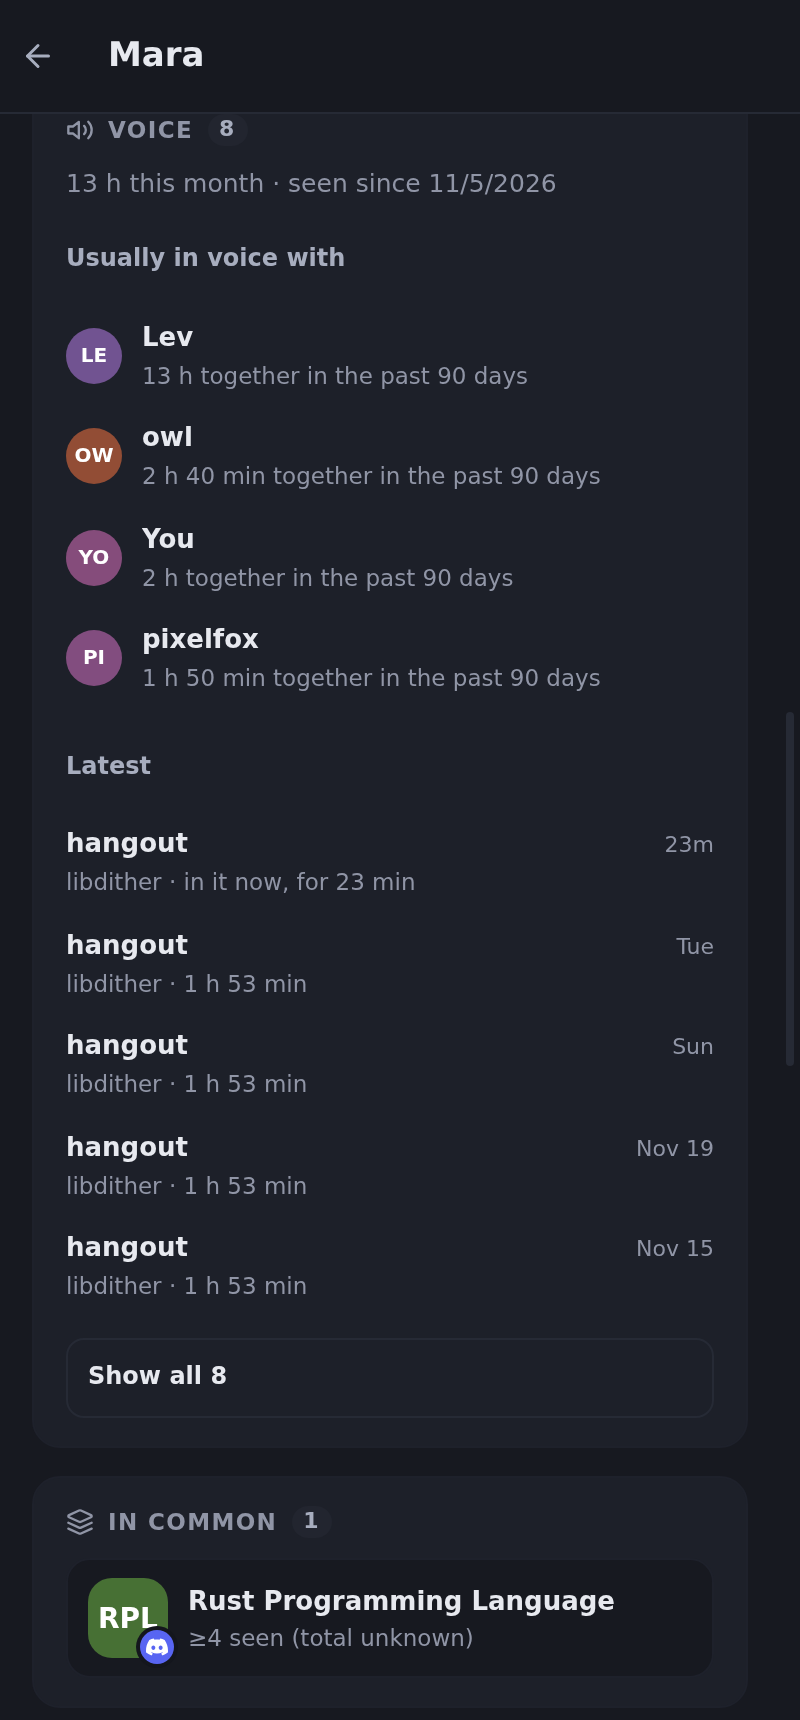 Mara
VOICE 8
13 h this month · seen since 11/5/2026
Usually in voice with
LE
Lev
13 h together in the past 90 days
OW
owl
2 h 40 min together in the past 90 days
YO
You
2 h together in the past 90 days
PI
pixelfox
1 h 50 min together in the past 90 days
Latest
hangout 23m
libdither · in it now, for 23 min
hangout Tue
libdither · 1 h 53 min
hangout Sun
libdither · 1 h 53 min
hangout Nov 19
libdither · 1 h 53 min
hangout Nov 15
libdither · 1 h 53 min
Show all 8
IN COMMON 1
RPL
Rust Programming Language
≥4 seen (total unknown)